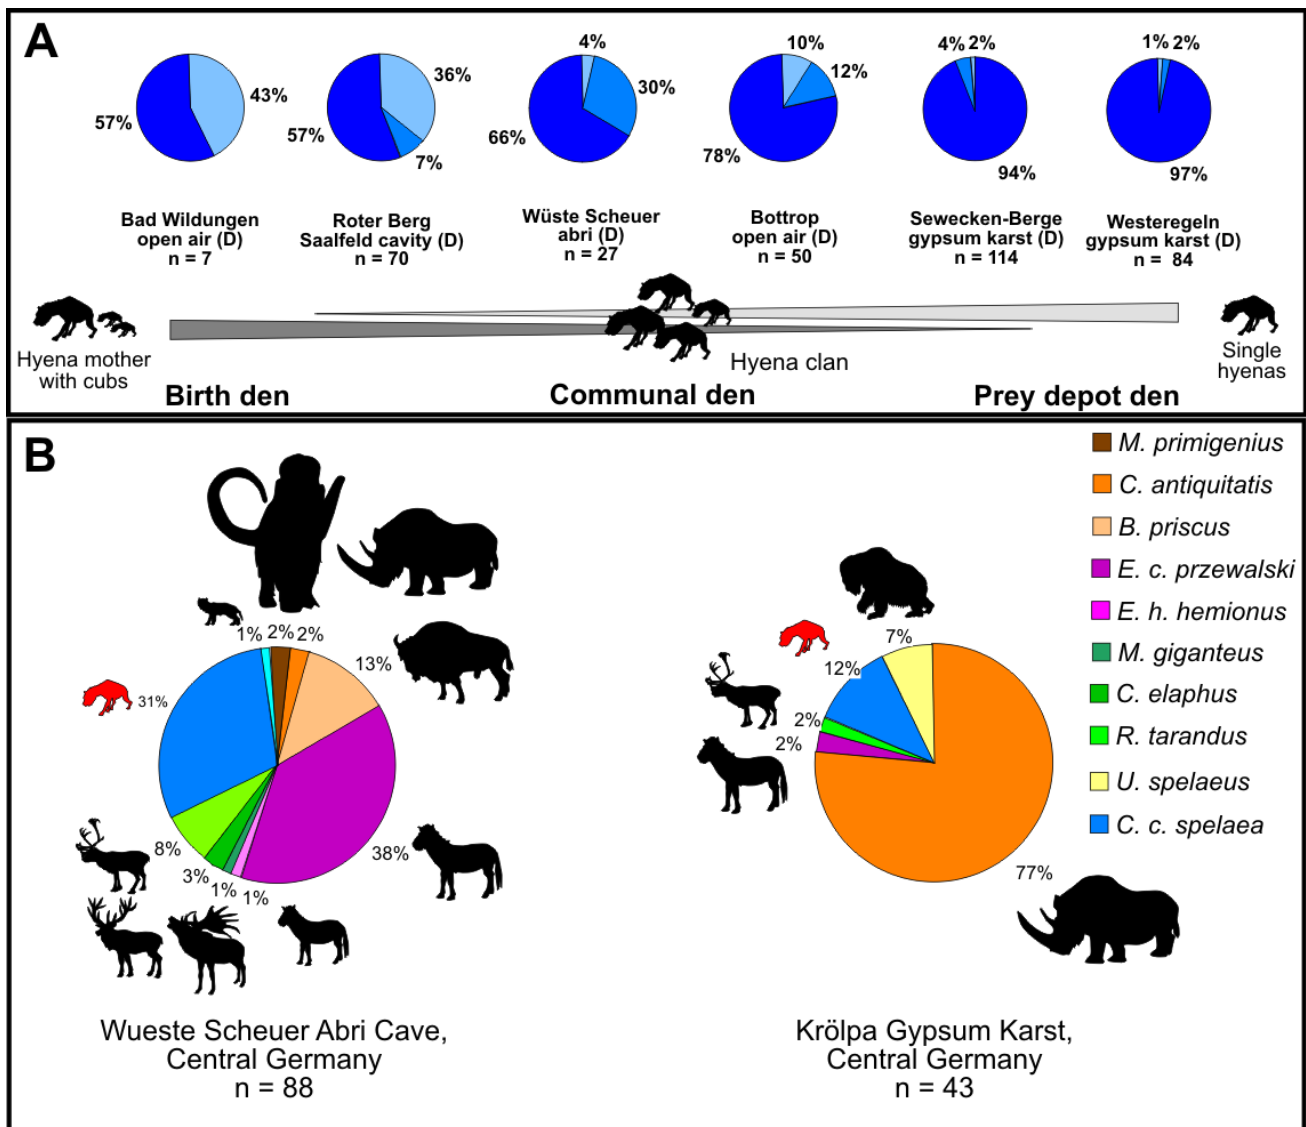 A
57%
43%
57%
36%
7%
4%
30%
66%
10%
12%
78%
4% 2%
94%
1% 2%
97%
Bad Wildungen
open air (D)
n = 7
Roter Berg
Saalfeld cavity (D)
n = 70
Wüste Scheuer
abri (D)
n = 27
Bottrop
open air (D)
n = 50
Sewecken-Berge
gypsum karst (D)
n = 114
Westeregeln
gypsum karst (D)
n = 84
Hyena mother
with cubs
Hyena clan
Single
hyenas
Birth den
Communal den
Prey depot den
B
1% 2% 2%
13%
31%
38%
8%
3%
1% 1%
Wueste Scheuer Abri Cave,
Central Germany
n = 88
7%
12%
2%
2%
77%
Krölpa Gypsum Karst,
Central Germany
n = 43
M. primigenius
C. antiquitatis
B. priscus
E. c. przewalski
E. h. hemionus
M. giganteus
C. elaphus
R. tarandus
U. spelaeus
C. c. spelaea